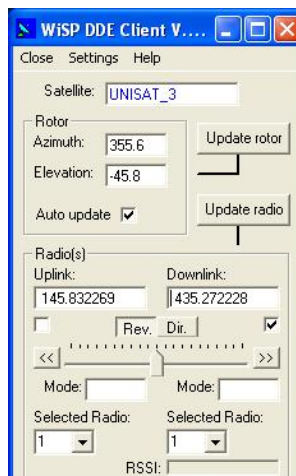 WiSP DDE Client V....
Close Settings Help
Satellite: UNISAT_3
Rotor
Azimuth: 355.6
Update rotor
Elevation: -45.8
Auto update
Update radio
Radio(s)
Uplink: Downlink:
145.832269 435.272228
Rev. Dir.
<< >>
Mode: Mode:
Selected Radio: Selected Radio:
1 1
RSSI: